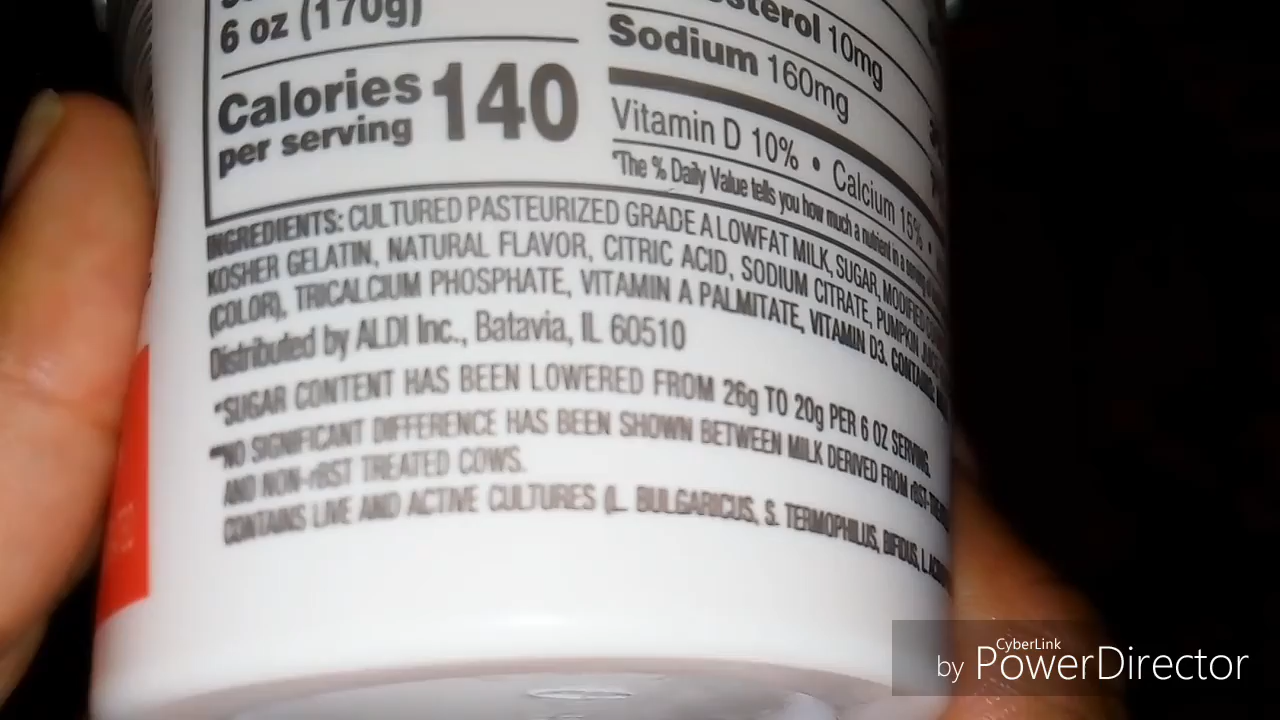 6 oz (170g)
Calories
per serving
140
sterol 10mg
Sodium 160mg
Vitamin D 10% • Calcium 15% •
*The % Daily Value tells you how much a nutrient in a serving
INGREDIENTS: CULTURED PASTEURIZED GRADE A LOWFAT MILK, SUGAR, MODIFIED
KOSHER GELATIN, NATURAL FLAVOR, CITRIC ACID, SODIUM CITRATE, PUMPKIN
(COLOR), TRICALCIUM PHOSPHATE, VITAMIN A PALMITATE, VITAMIN D3. CONTAINS
Distributed by ALDI Inc., Batavia, IL 60510
*SUGAR CONTENT HAS BEEN LOWERED FROM 26g TO 20g PER 6 OZ SERVING.
**NO SIGNIFICANT DIFFERENCE HAS BEEN SHOWN BETWEEN MILK DERIVED FROM rBST-
AND NON-rBST TREATED COWS.
CONTAINS LIVE AND ACTIVE CULTURES (L. BULGARICUS, S. TERMOPHILUS, BIFIDUS, L.
CyberLink
by PowerDirector